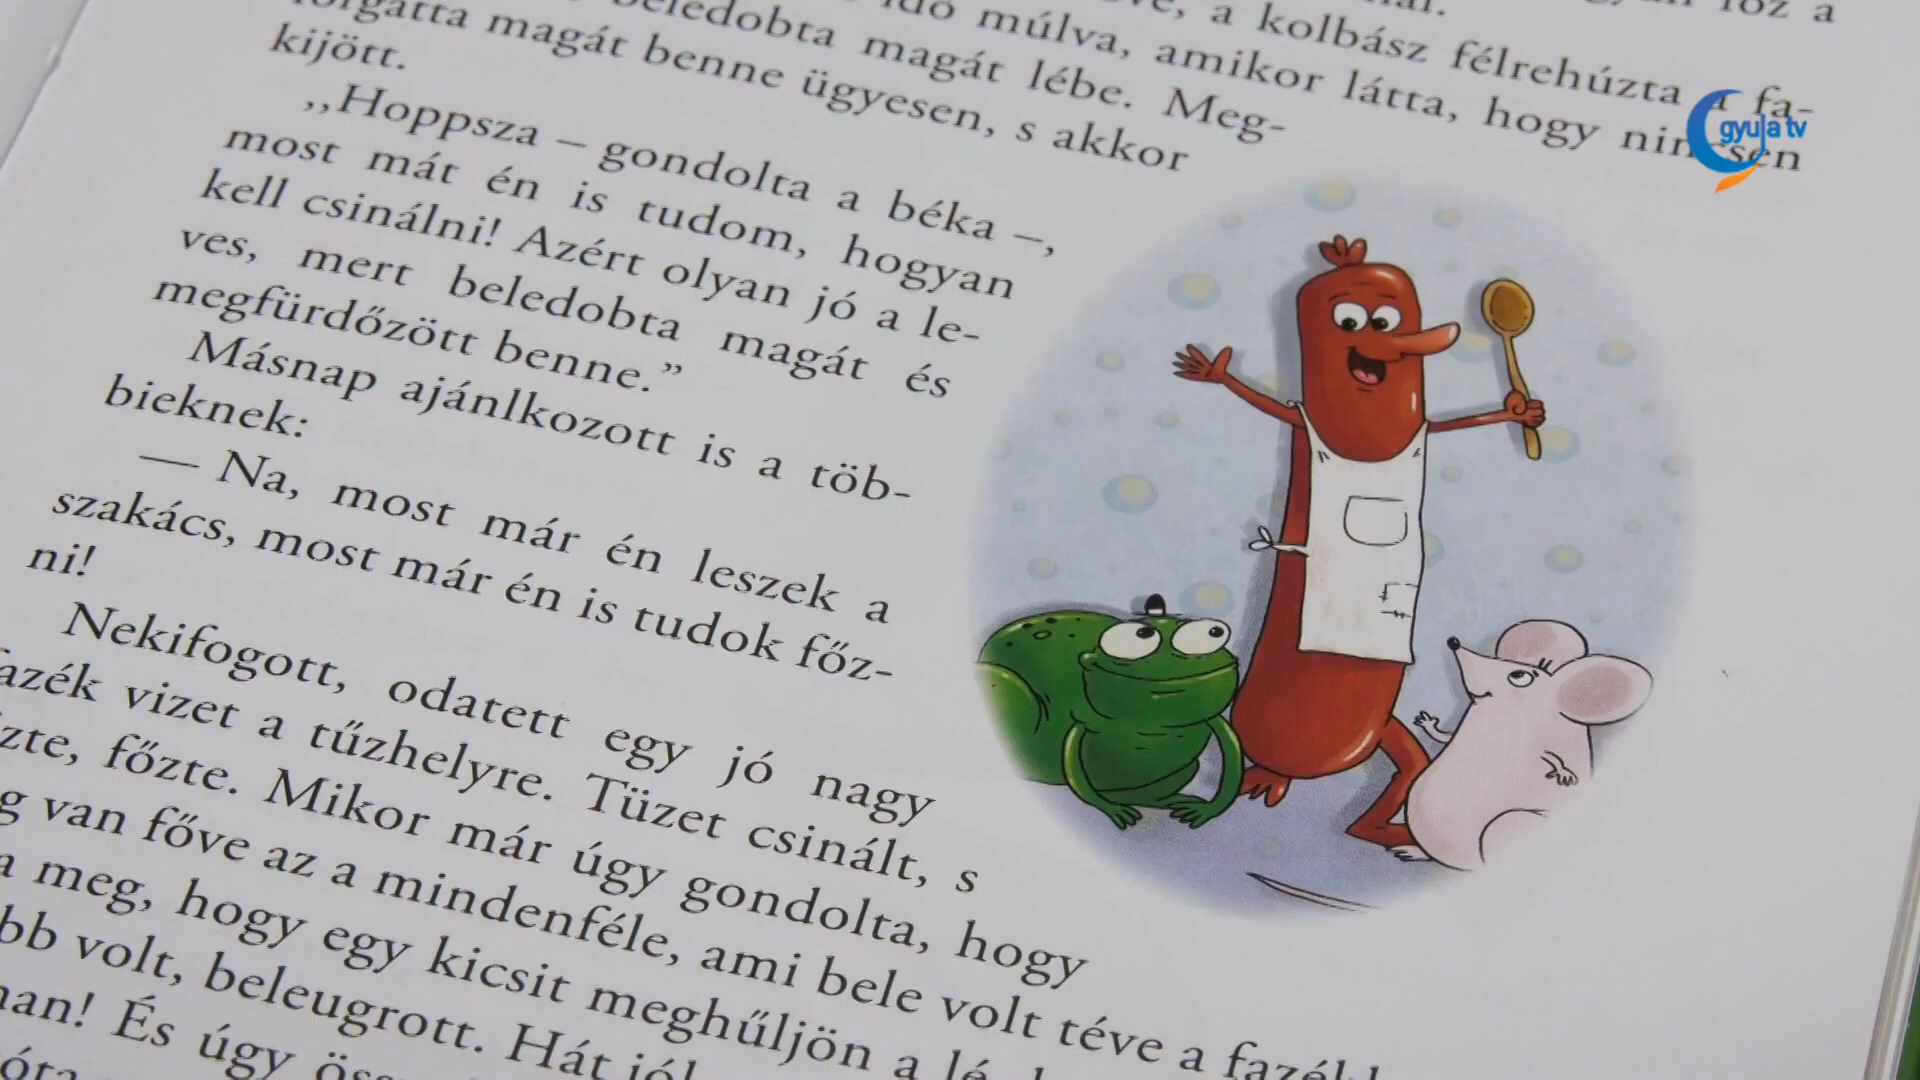 főz a
a kolbász félrehúzta a fa-
múlva, amikor látta, hogy nincsen
beledobta magát lébe. Meg-
forgatta magát benne ügyesen, s akkor
kijött.
,,Hoppsza – gondolta a béka –,
most mát én is tudom, hogyan
kell csinálni! Azért olyan jó a le-
ves, mert beledobta magát és
megfürdőzött benne.”
Másnap ajánlkozott is a töb-
bieknek:
— Na, most már én leszek a
szakács, most már én is tudok főz-
ni!
Nekifogott, odatett egy jó nagy
fazék vizet a tűzhelyre. Tüzet csinált, s
főzte. Mikor már úgy gondolta, hogy
van főve az a mindenféle, ami bele volt téve a
meg, hogy egy kicsit meghűljön a lé,
volt, beleugrott. Hát jól
És úgy
gyula tv